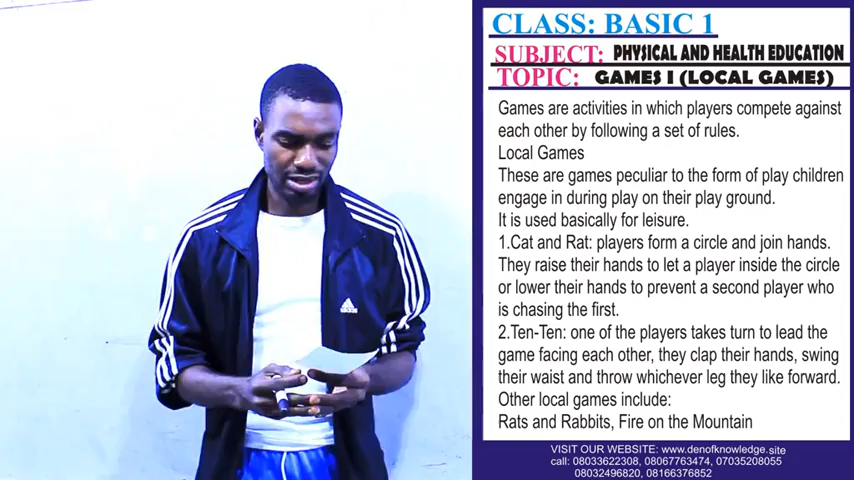 CLASS: BASIC 1
SUBJECT: PHYSICAL AND HEALTH EDUCATION
TOPIC: GAMES I (LOCAL GAMES)
Games are activities in which players compete against
each other by following a set of rules.
Local Games
These are games peculiar to the form of play children
engage in during play on their play ground.
It is used basically for leisure.
1.Cat and Rat: players form a circle and join hands.
They raise their hands to let a player inside the circle
or lower their hands to prevent a second player who
is chasing the first.
2.Ten-Ten: one of the players takes turn to lead the
game facing each other, they clap their hands, swing
their waist and throw whichever leg they like forward.
Other local games include:
Rats and Rabbits, Fire on the Mountain
VISIT OUR WEBSITE: www.denofknowledge.site
call: 08033622308, 08067763474, 07035208055
08032496820, 08166376852
adidas